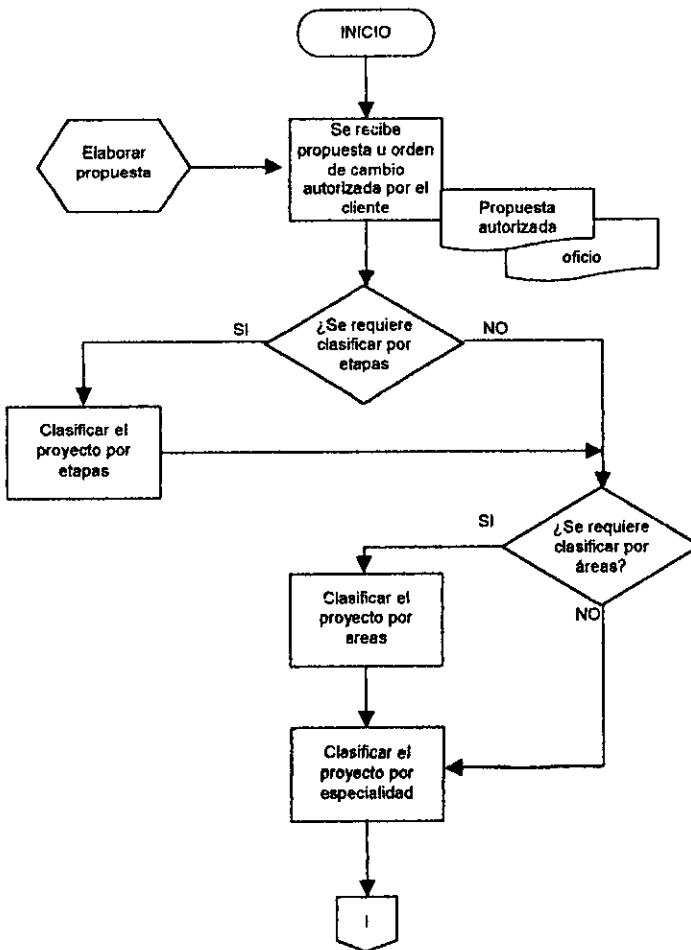 INICIO
Elaborar
propuesta
Se recibe
propuesta u orden
de cambio
autorizada por el
cliente
Propuesta
autorizada
oficio
¿Se requiere
clasificar por
etapas
SI
NO
Clasificar el
proyecto por
etapas
¿Se requiere
clasificar por
áreas?
SI
NO
Clasificar el
proyecto por
areas
Clasificar el
proyecto por
especialidad
I